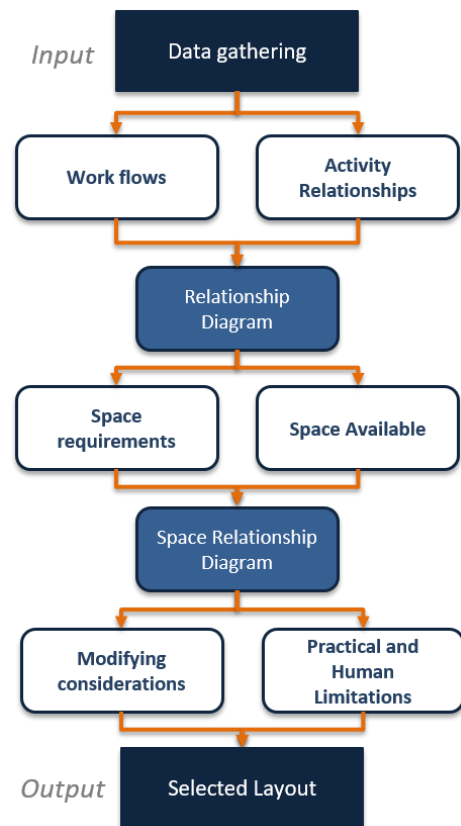 Input
Data gathering
Work flows
Activity
Relationships
Relationship
Diagram
Space
requirements
Space Available
Space Relationship
Diagram
Modifying
considerations
Practical and
Human
Limitations
Output
Selected Layout